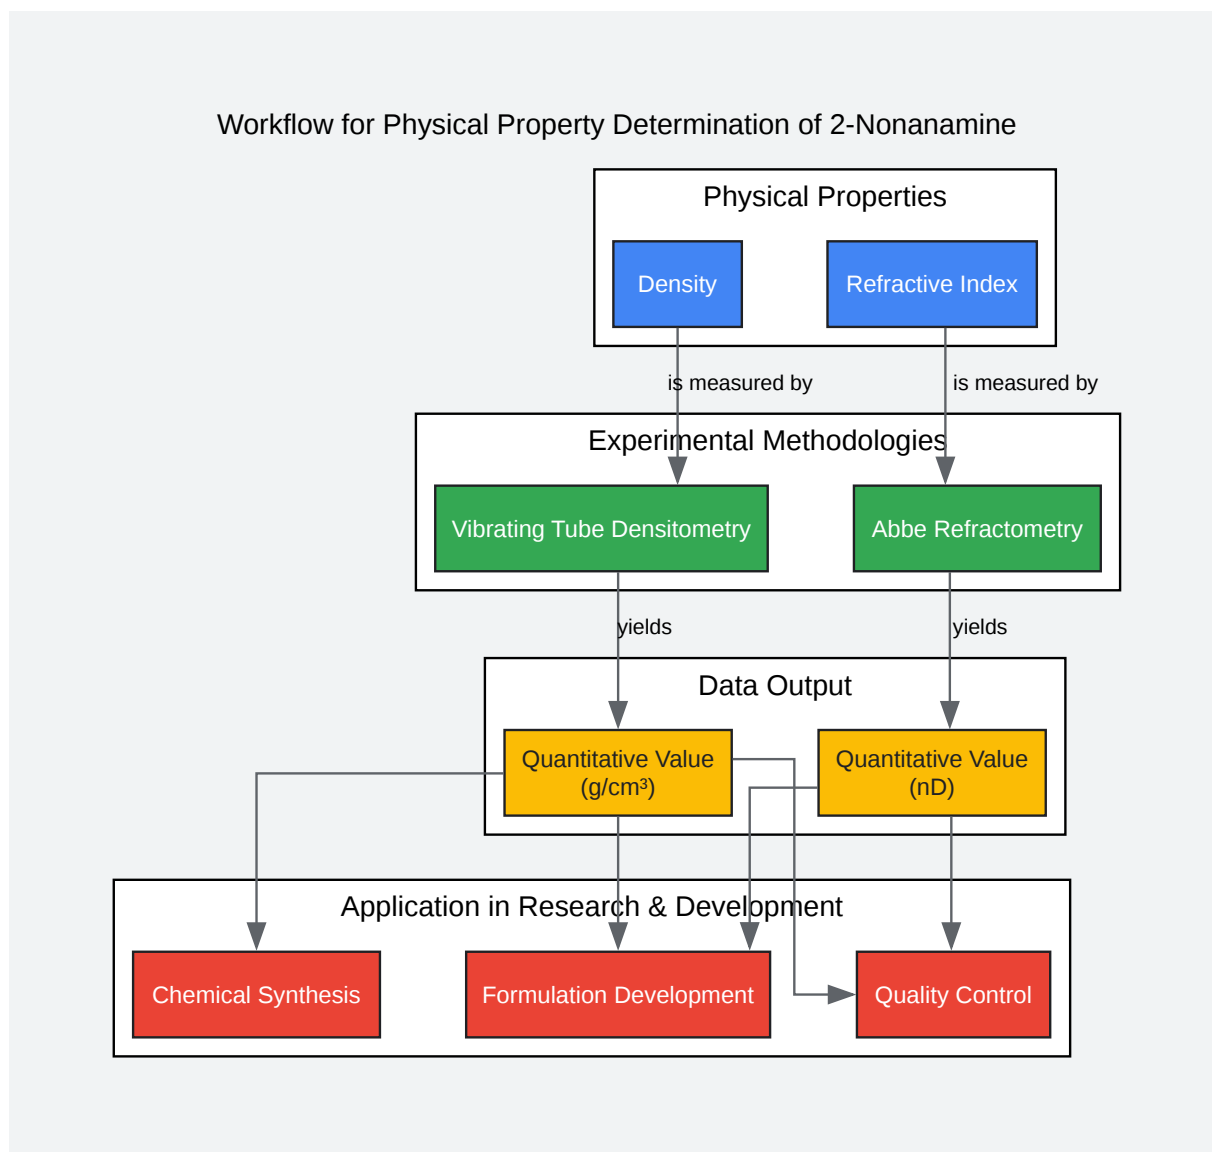 Workflow for Physical Property Determination of 2-Nonanamine
Physical Properties
Density
Refractive Index
is measured by
is measured by
Experimental Methodologies
Vibrating Tube Densitometry
Abbe Refractometry
yields
yields
Data Output
Quantitative Value
(g/cm³)
Quantitative Value
(nD)
Application in Research & Development
Chemical Synthesis
Formulation Development
Quality Control